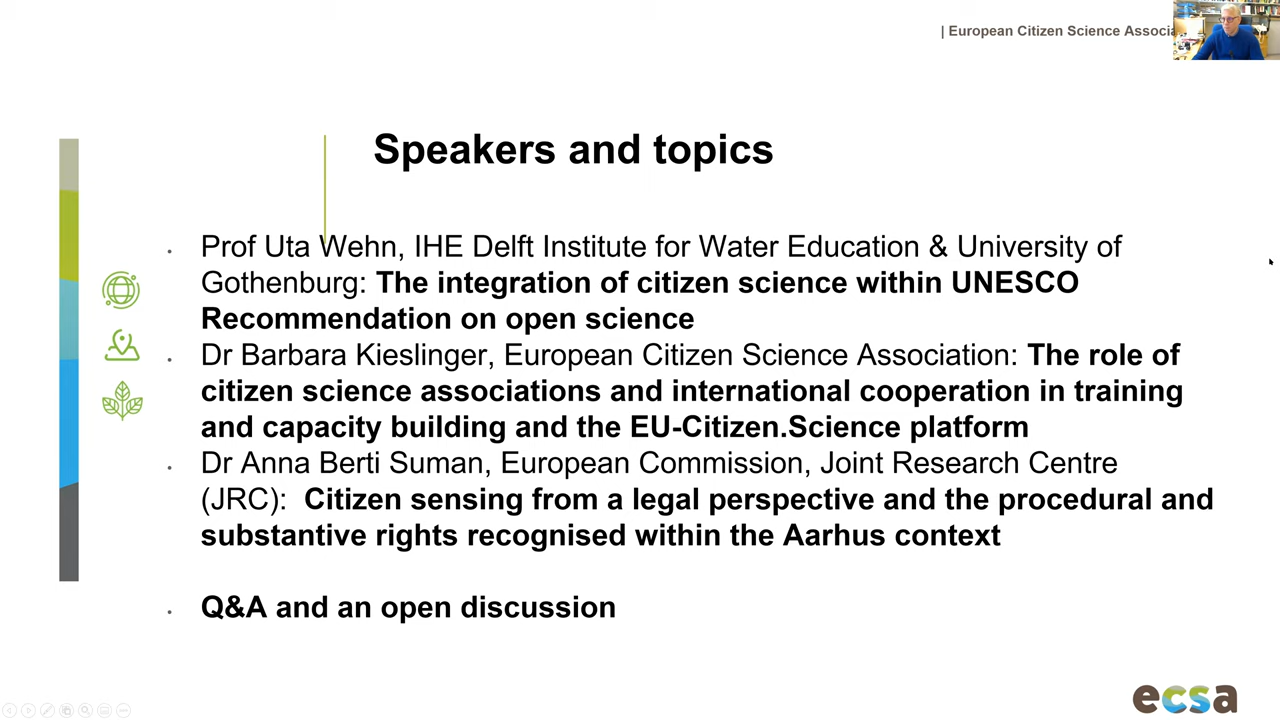 | European Citizen Science Associa
Speakers and topics
Prof Uta Wehn, IHE Delft Institute for Water Education & University of
Gothenburg: The integration of citizen science within UNESCO
Recommendation on open science
Dr Barbara Kieslinger, European Citizen Science Association: The role of
citizen science associations and international cooperation in training
and capacity building and the EU-Citizen.Science platform
Dr Anna Berti Suman, European Commission, Joint Research Centre
(JRC): Citizen sensing from a legal perspective and the procedural and
substantive rights recognised within the Aarhus context
Q&A and an open discussion
ecsa